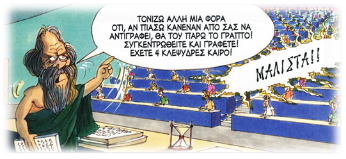 ΤΟΝΙΖΩ ΑΛΛΗ ΜΙΑ ΦΟΡΑ
ΟΤΙ, ΑΝ ΠΙΑΣΩ ΚΑΝΕΝΑΝ ΑΠΟ ΣΑΣ ΝΑ
ΑΝΤΙΓΡΑΦΕΙ, ΘΑ ΤΟΥ ΠΑΡΩ ΤΟ ΓΡΑΠΤΟ!
ΣΥΓΚΕΝΤΡΩΘΕΙΤΕ ΚΑΙ ΓΡΑΦΕΤΕ!
ΕΧΕΤΕ 4 ΚΛΕΨΥΔΡΕΣ ΚΑΙΡΟ!
ΜΑΛΙΣΤΑ!!